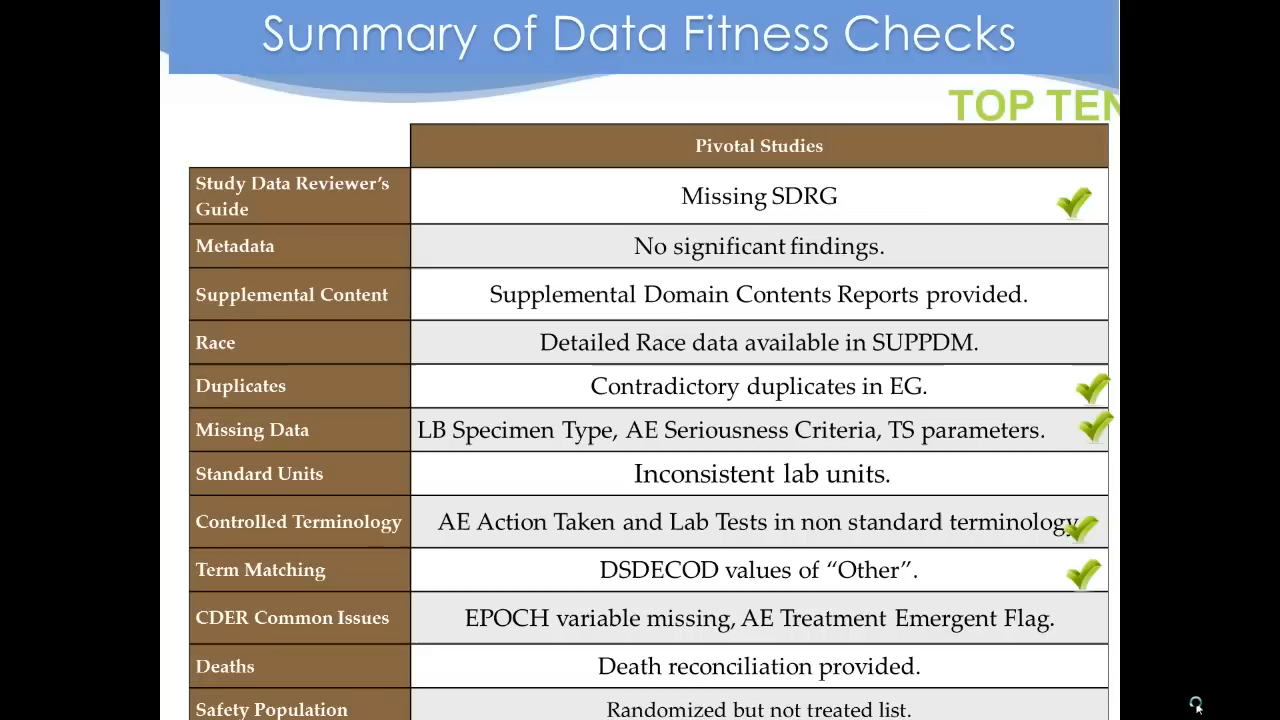 Summary of Data Fitness Checks
TOP TEN
Pivotal Studies
Study Data Reviewer's
Guide
Missing SDRG
Metadata
No significant findings.
Supplemental Content
Supplemental Domain Contents Reports provided.
Race
Detailed Race data available in SUPPDM.
Duplicates
Contradictory duplicates in EG.
Missing Data
LB Specimen Type, AE Seriousness Criteria, TS parameters.
Standard Units
Inconsistent lab units.
Controlled Terminology
AE Action Taken and Lab Tests in non standard terminology
Term Matching
DSDECOD values of “Other”.
CDER Common Issues
EPOCH variable missing, AE Treatment Emergent Flag.
Deaths
Death reconciliation provided.
Safety Population
Randomized but not treated list.